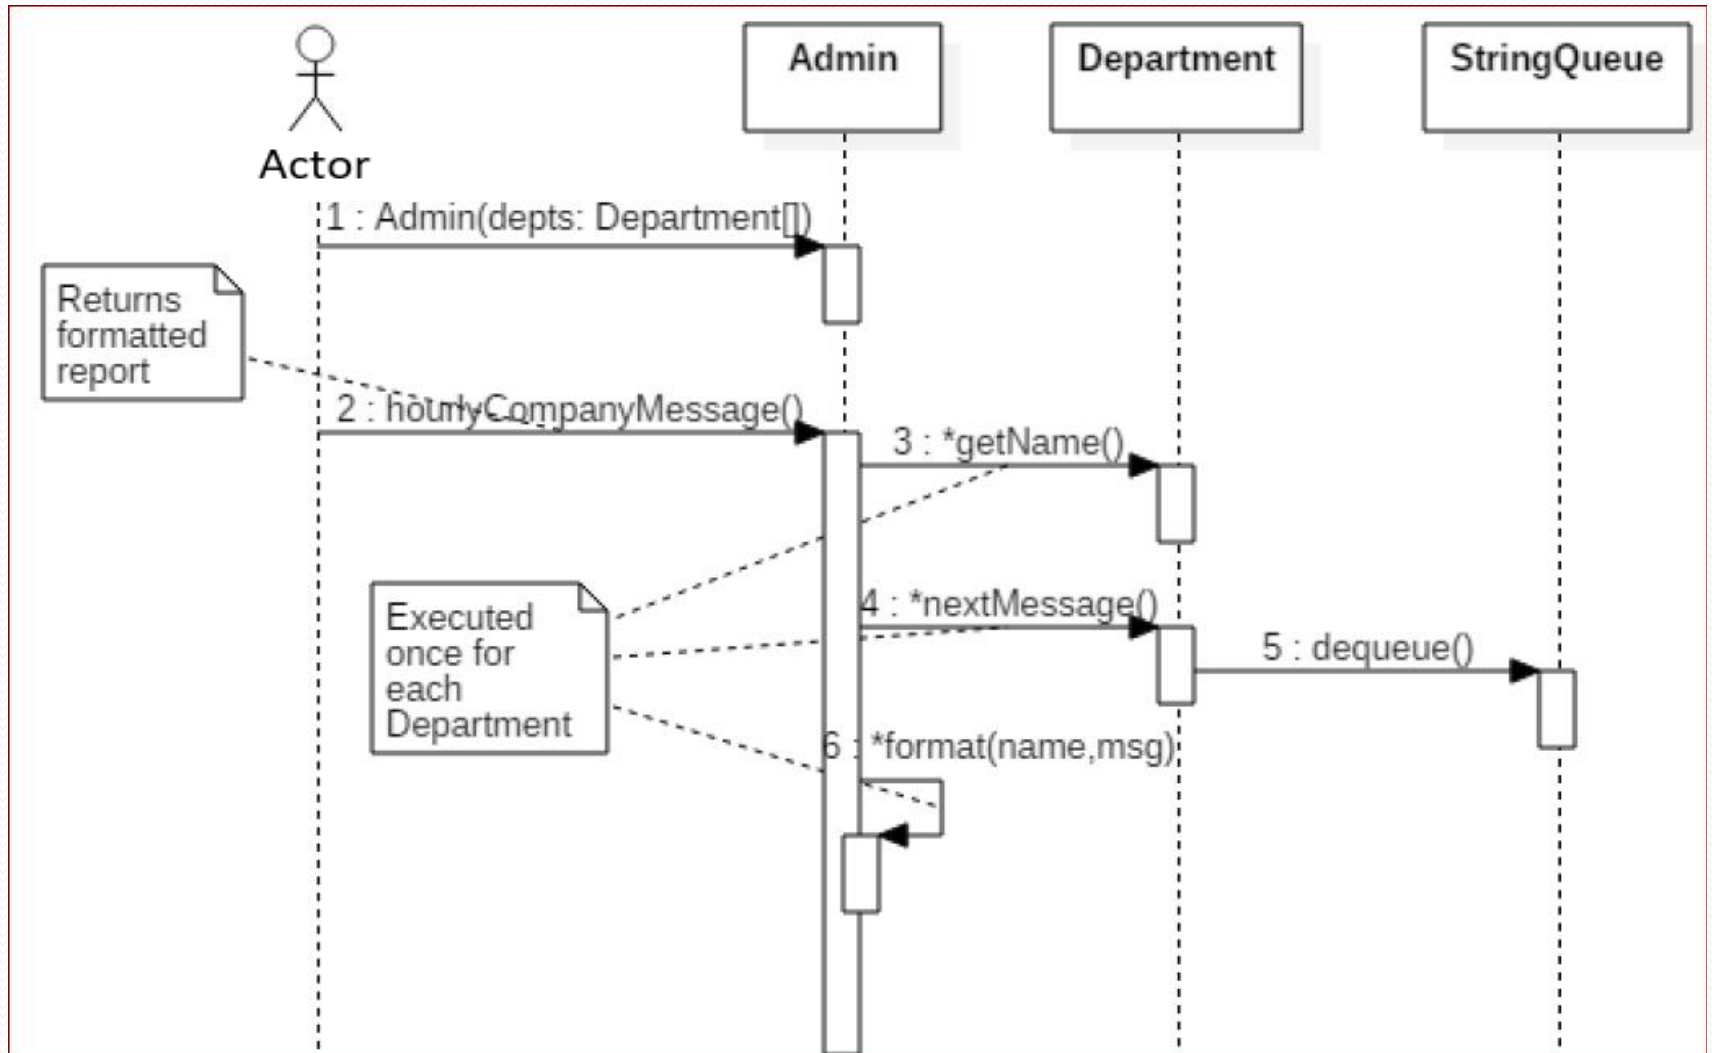 Admin
Department
StringQueue
Actor
1 : Admin(depts: Department[])
Returns
formatted
report
2 : hourlyCompanyMessage()
3 : *getName()
Executed
once for
each
Department
4 : *nextMessage()
5 : dequeue()
6 : *format(name,msg)